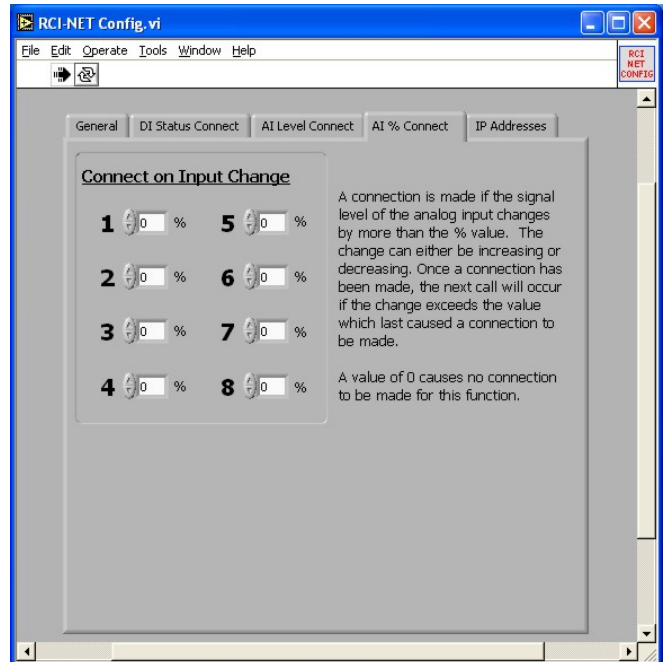 RCI-NET Config.vi
File Edit Operate Tools Window Help
RCI
NET
CONFIG
General DI Status Connect AI Level Connect AI % Connect IP Addresses
Connect on Input Change
1 0 % 5 0 %
2 0 % 6 0 %
3 0 % 7 0 %
4 0 % 8 0 %
A connection is made if the signal
level of the analog input changes
by more than the % value. The
change can either be increasing or
decreasing. Once a connection has
been made, the next call will occur
if the change exceeds the value
which last caused a connection to
be made.
A value of 0 causes no connection
to be made for this function.